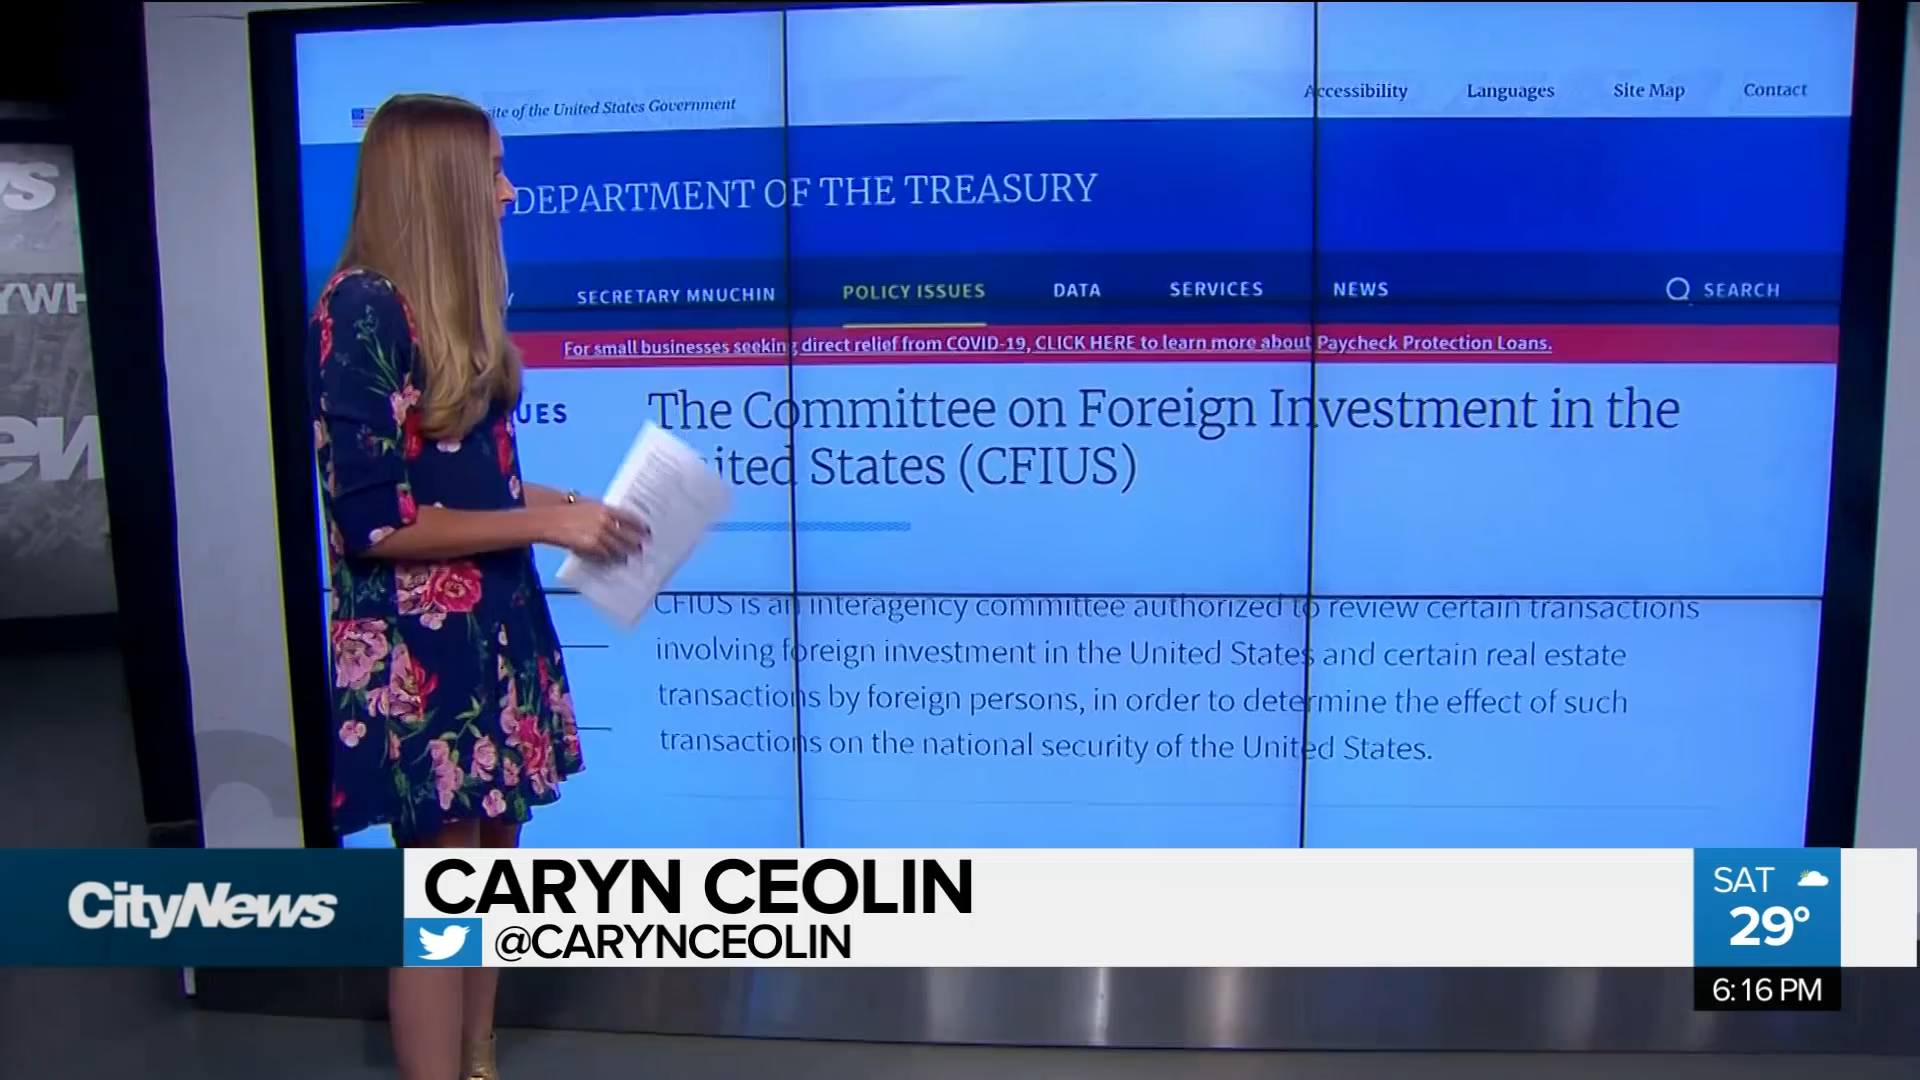 site of the United States Government
Accessibility Languages Site Map Contact
DEPARTMENT OF THE TREASURY
SECRETARY MNUCHIN POLICY ISSUES DATA SERVICES NEWS SEARCH
For small businesses seeking direct relief from COVID-19, CLICK HERE to learn more about Paycheck Protection Loans.
UES
The Committee on Foreign Investment in the
ited States (CFIUS)
CFIUS is an interagency committee authorized to review certain transactions
involving foreign investment in the United States and certain real estate
transactions by foreign persons, in order to determine the effect of such
transactions on the national security of the United States.
CityNews
CARYN CEOLIN
@CARYNCEOLIN
SAT
29°
6:16 PM